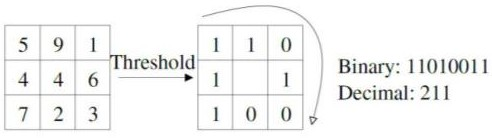 5 9 1
4 4 6
7 2 3
Threshold
1 1 0
1 1
1 0 0
Binary: 11010011
Decimal: 211